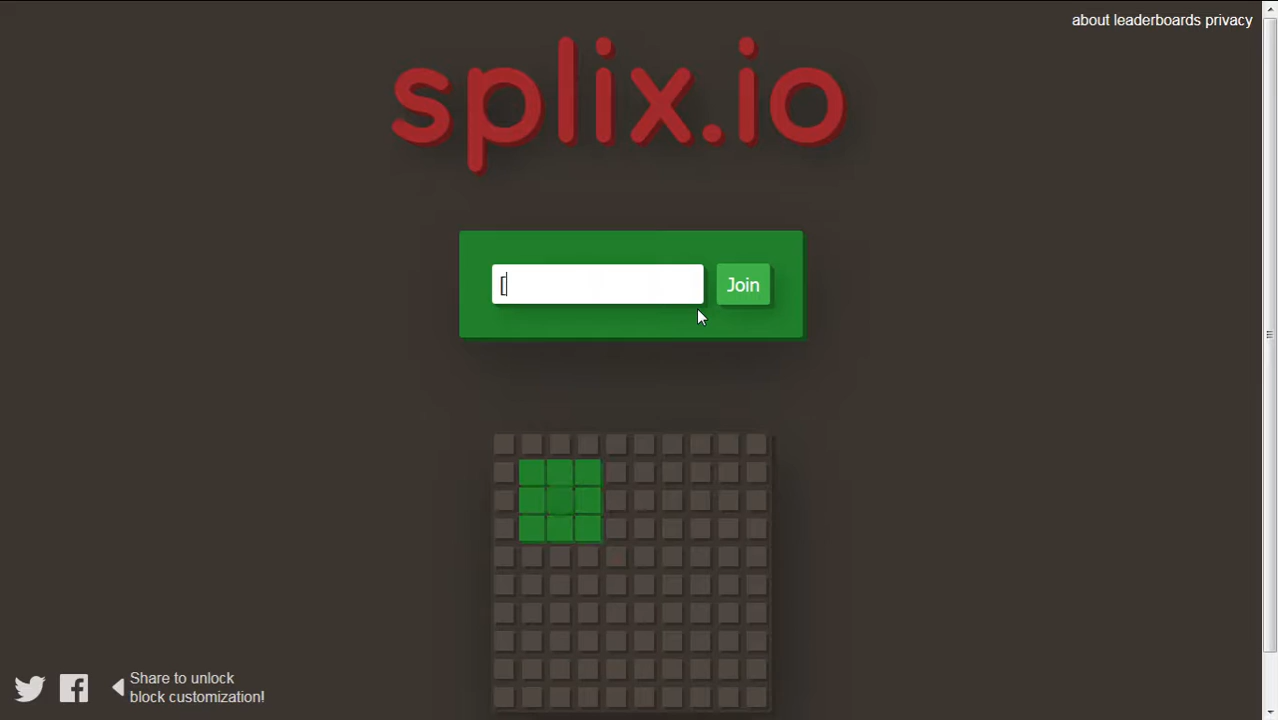 about leaderboards privacy
splix.io
[
Join
Share to unlock
block customization!